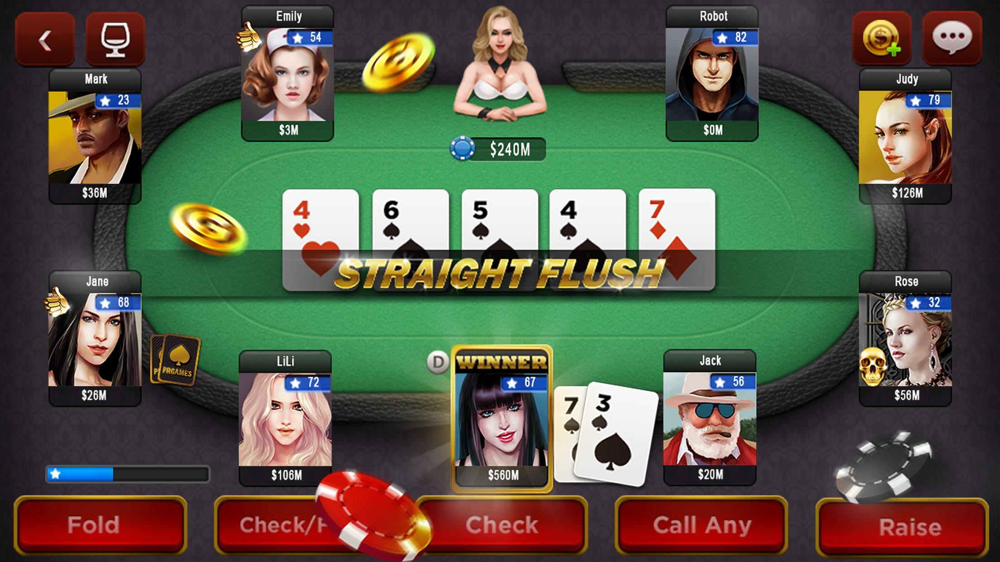 Emily
54
$3M
Robot
82
$0M
Mark
23
$36M
Judy
79
$126M
$240M
4
6
5
4
7
STRAIGHT FLUSH
Jane
68
$26M
PRGAMES
Rose
32
$56M
LiLi
72
$106M
D
WINNER
67
$560M
7
3
Jack
56
$20M
Fold
Check/F
Check
Call Any
Raise